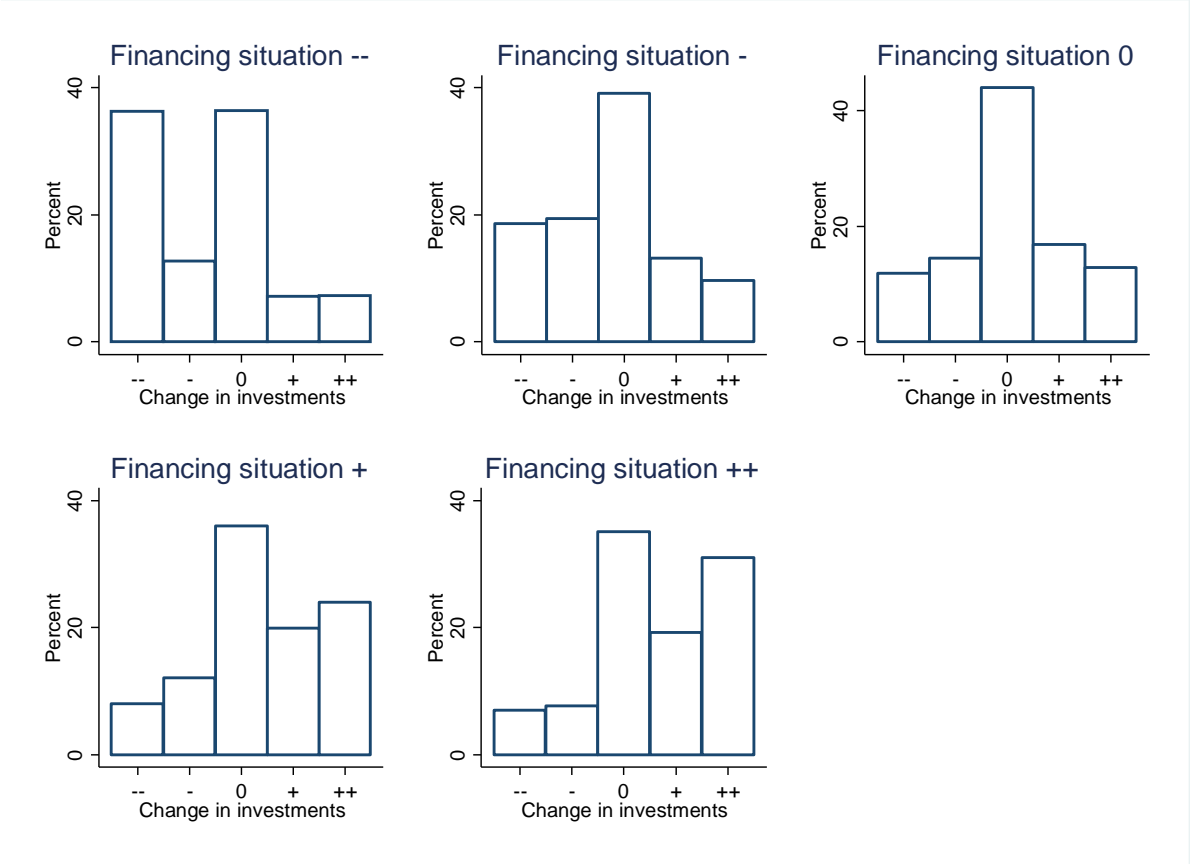 Financing situation --
Percent
40
20
0
-- - 0 + ++
Change in investments
Financing situation -
Percent
40
20
0
-- - 0 + ++
Change in investments
Financing situation 0
Percent
40
20
0
-- - 0 + ++
Change in investments
Financing situation +
Percent
40
20
0
-- - 0 + ++
Change in investments
Financing situation ++
Percent
40
20
0
-- - 0 + ++
Change in investments